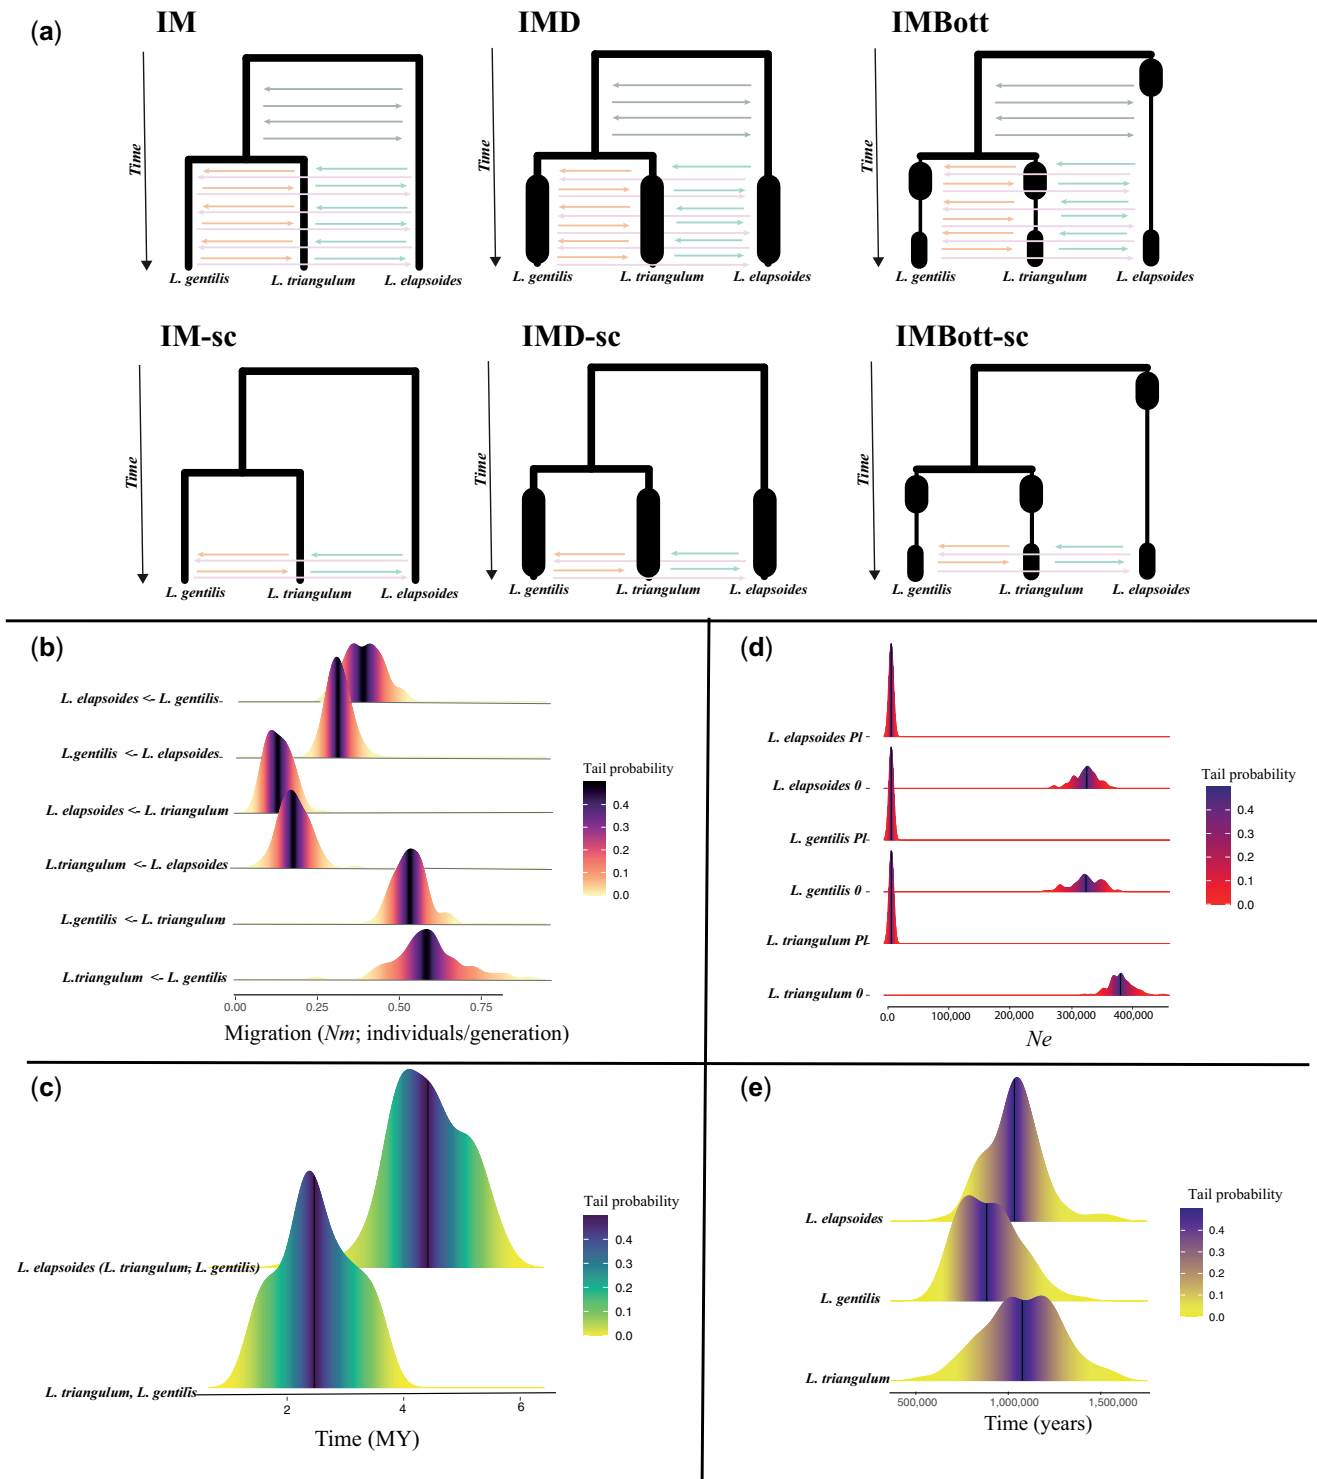 (a)
IM
IMD
IMBott
Time
Time
Time
L. gentilis L. triangulum L. elapsoides
L. gentilis L. triangulum L. elapsoides
L. gentilis L. triangulum L. elapsoides
IM-sc
IMD-sc
IMBott-sc
Time
Time
Time
L. gentilis L. triangulum L. elapsoides
L. gentilis L. triangulum L. elapsoides
L. gentilis L. triangulum L. elapsoides
(b)
L. elapsoides <- L. gentilis
L.gentilis <- L. elapsoides
L. elapsoides <- L. triangulum
L.triangulum <- L. elapsoides
L.gentilis <- L. triangulum
L.triangulum <- L. gentilis
0.00 0.25 0.50 0.75
Migration (Nm; individuals/generation)
Tail probability
0.4
0.3
0.2
0.1
0.0
(d)
L. elapsoides Pl
L. elapsoides 0
L. gentilis Pl
L. gentilis 0
L. triangulum Pl
L. triangulum 0
0.0 100,000 200,000 300,000 400,000
Ne
Tail probability
0.4
0.3
0.2
0.1
0.0
(c)
L. elapsoides (L. triangulum, L. gentilis)
L. triangulum, L. gentilis
2 4 6
Time (MY)
Tail probability
0.4
0.3
0.2
0.1
0.0
(e)
L. elapsoides
L. gentilis
L. triangulum
500,000 1,000,000 1,500,000
Time (years)
Tail probability
0.4
0.3
0.2
0.1
0.0